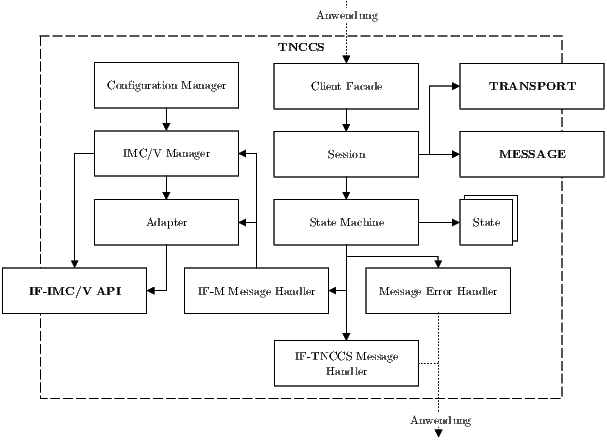 Anwendung
TNCCS
Configuration Manager
Client Facade
TRANSPORT
IMC/V Manager
Session
MESSAGE
Adapter
State Machine
State
IF-IMC/V API
IF-M Message Handler
Message Error Handler
IF-TNCCS Message
Handler
Anwendung